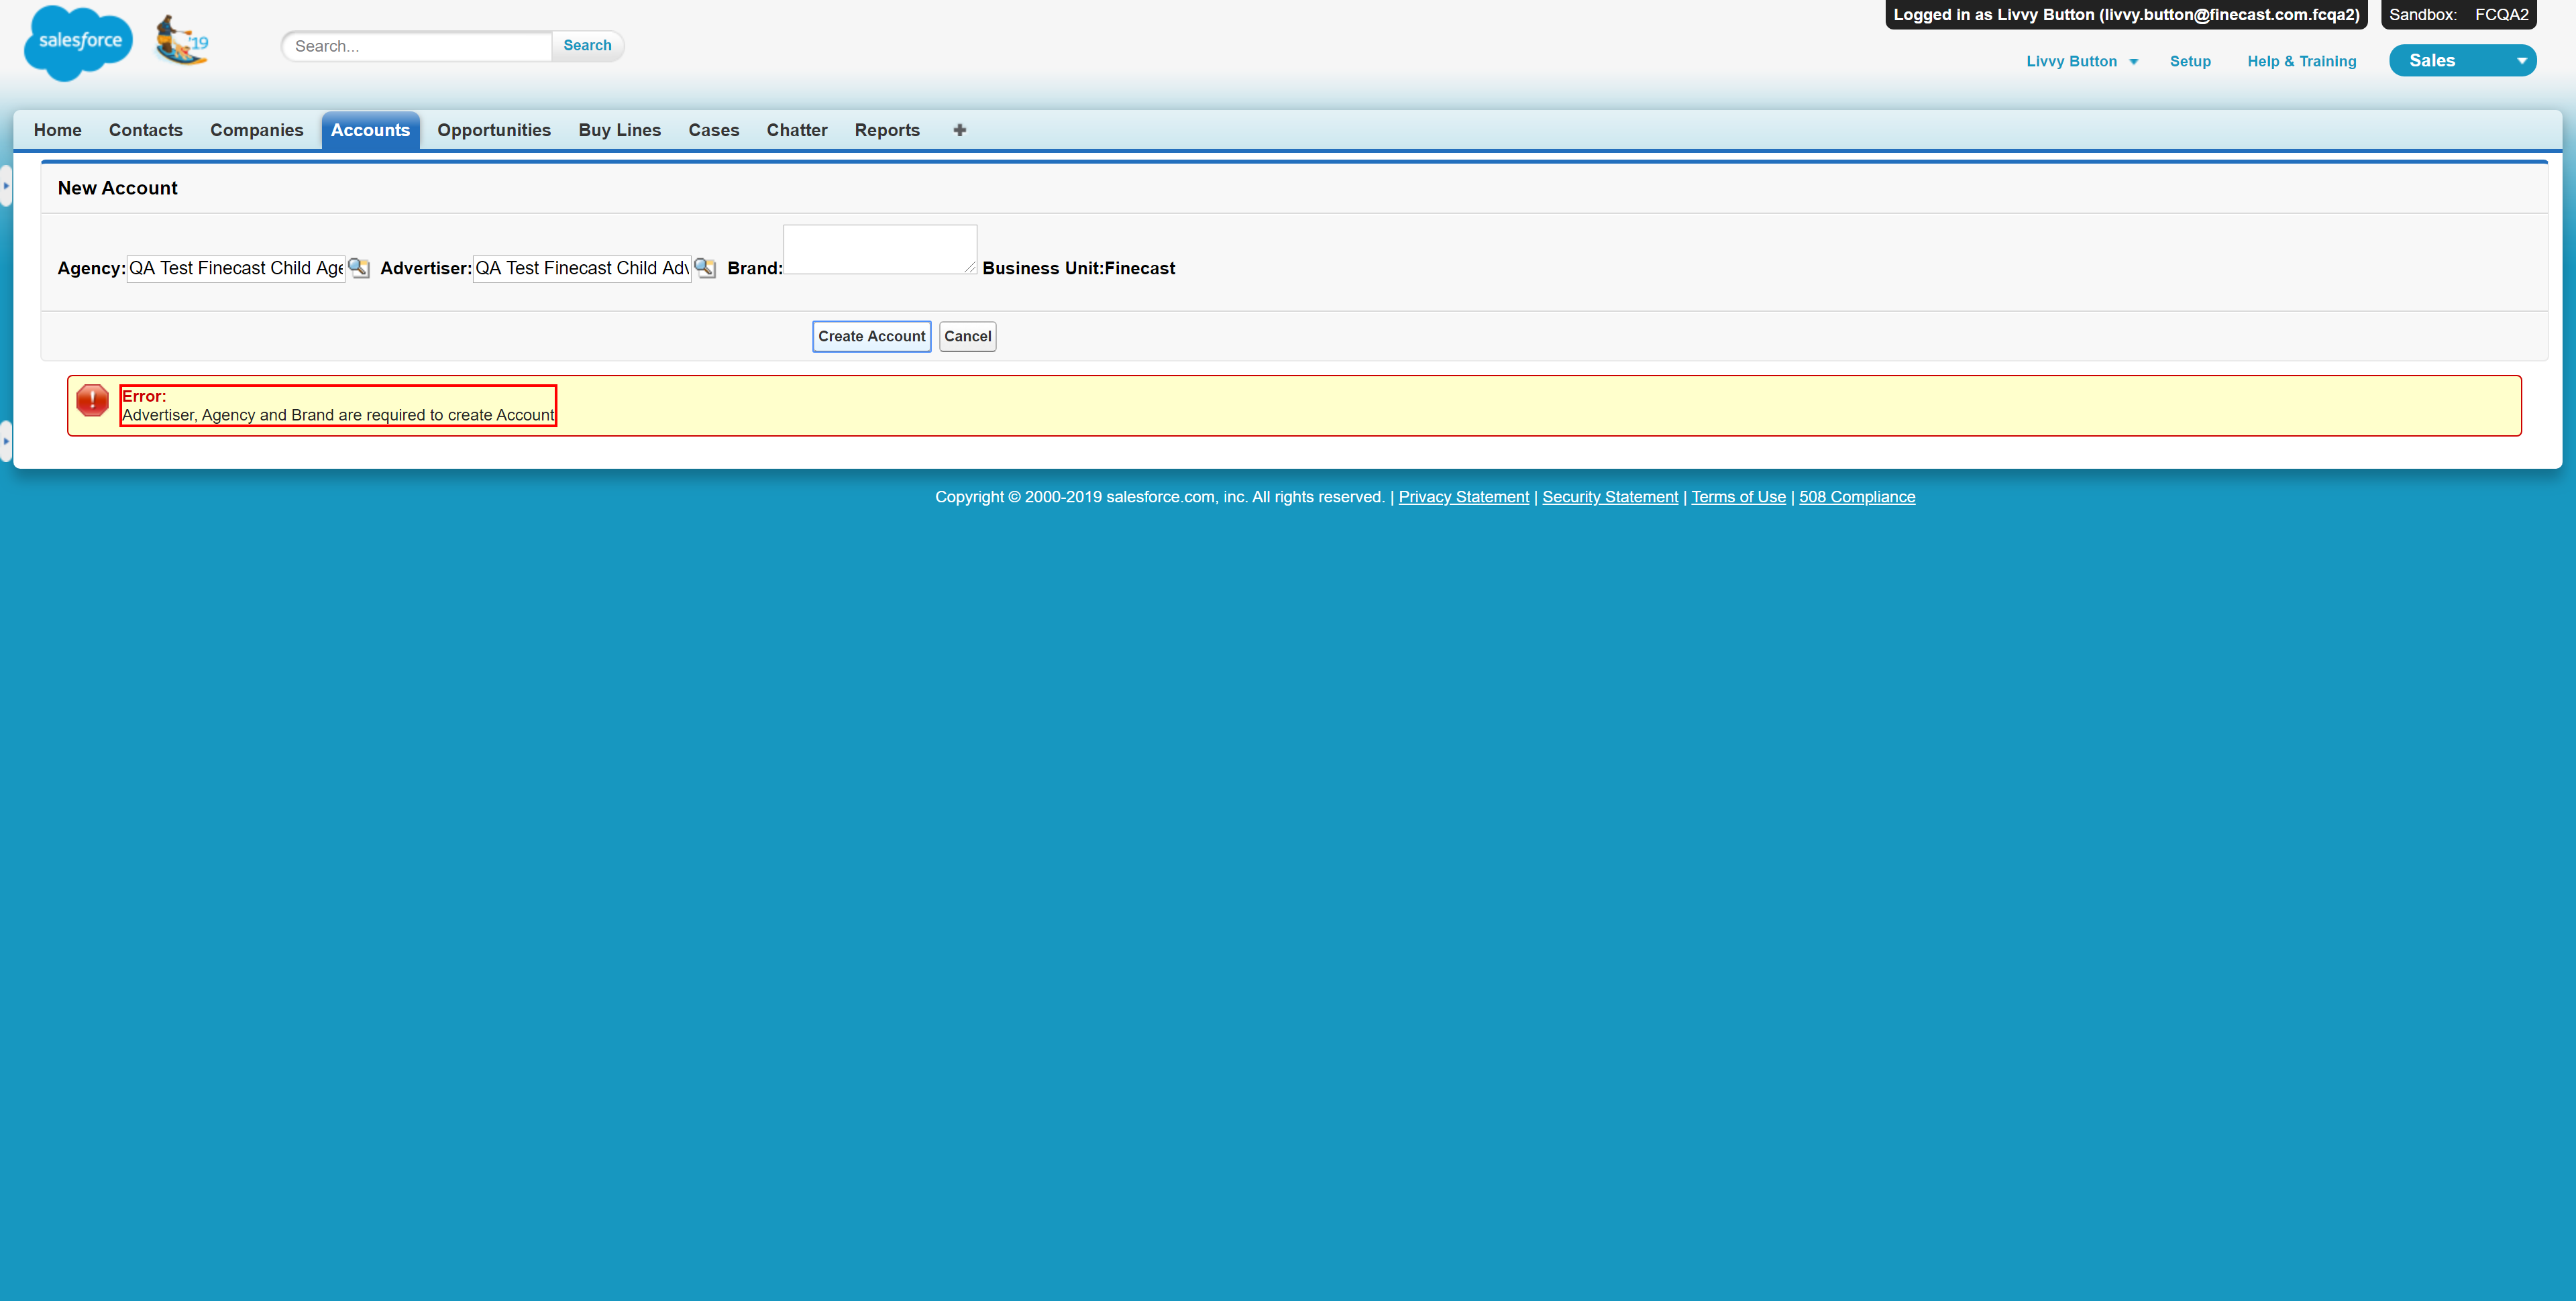 Logged in as Livvy Button (livvy.button@finecast.com.fcqa2) Sandbox: FCQA2
salesforce '19 Search... Search
Livvy Button Setup Help & Training Sales
Home Contacts Companies Accounts Opportunities Buy Lines Cases Chatter Reports
New Account
Agency: QA Test Finecast Child Age Advertiser: QA Test Finecast Child Adv Brand: Business Unit:Finecast
Create Account Cancel
Error:
Advertiser, Agency and Brand are required to create Account
Copyright © 2000-2019 salesforce.com, inc. All rights reserved. | Privacy Statement | Security Statement | Terms of Use | 508 Compliance